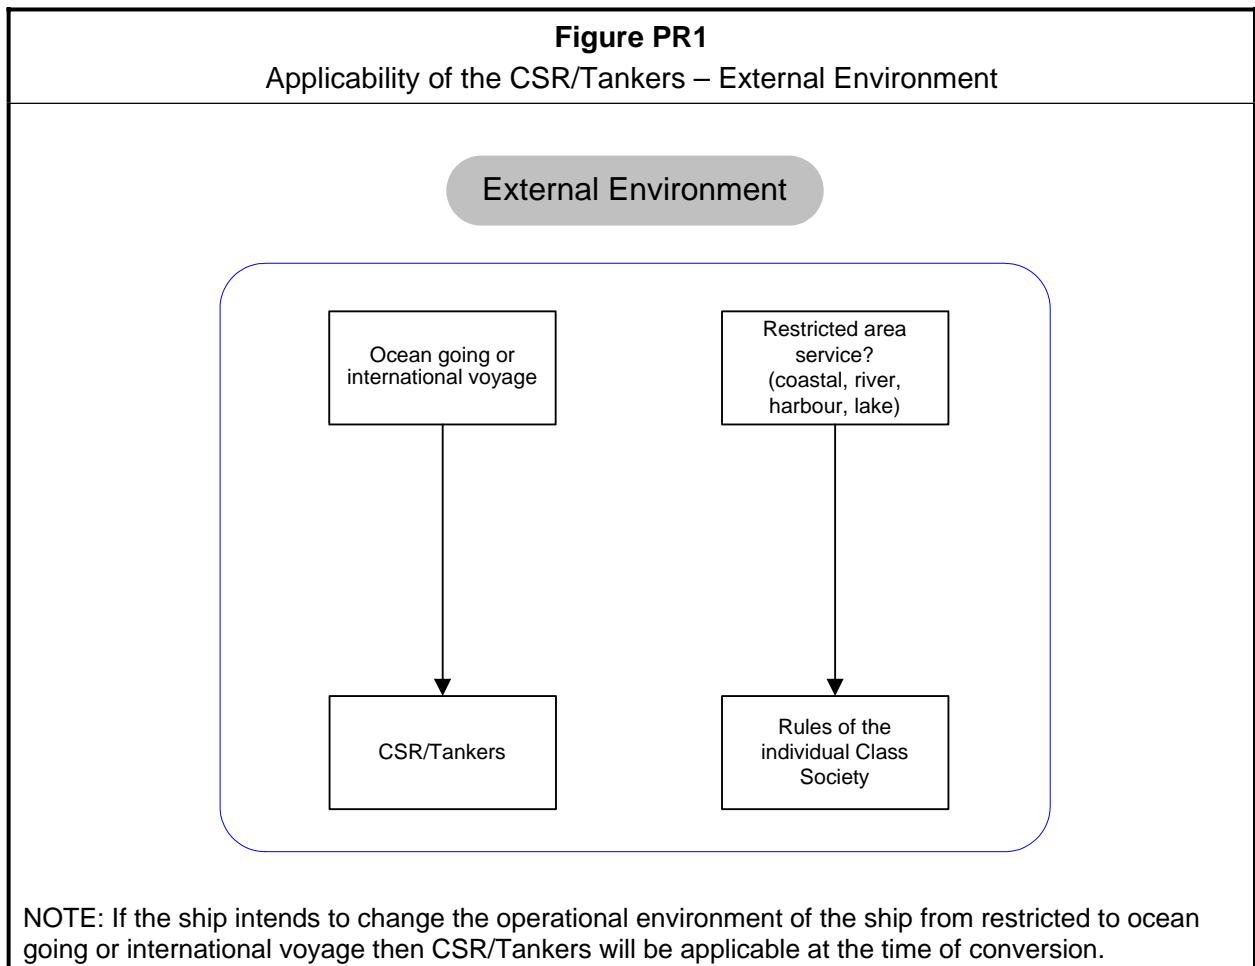 Figure PR1
Applicability of the CSR/Tankers – External Environment
External Environment
Ocean going or
international voyage
Restricted area
service?
(coastal, river,
harbour, lake)
CSR/Tankers
Rules of the
individual Class
Society
NOTE: If the ship intends to change the operational environment of the ship from restricted to ocean
going or international voyage then CSR/Tankers will be applicable at the time of conversion.